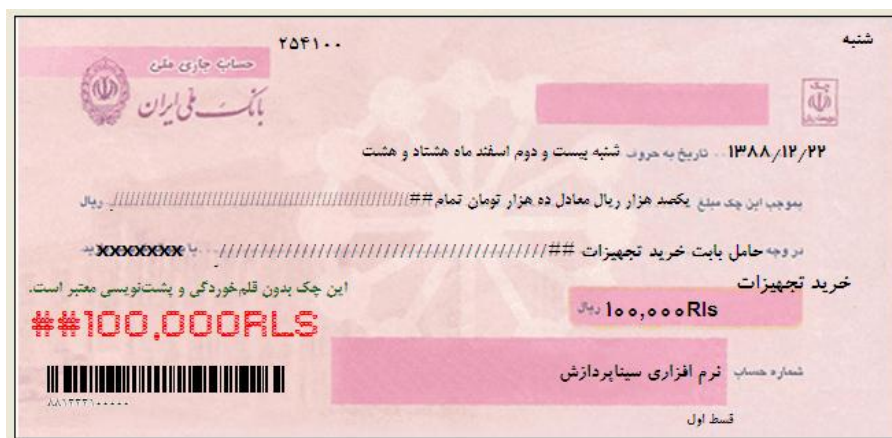 شنبه
۲۵۴۱۰۰
حساب جاری ملی
بانک ملی ایران
۱۳۸۸/۱۲/۲۲ تاریخ به حروف شنبه بیست و دوم اسفند ماه هشتاد و هشت
بموجب این چک مبلغ یکصد هزار ریال معادل ده هزار تومان تمام## ریال
در وجه حامل بابت خرید تجهیزات ## xxxxxxx
خرید تجهیزات
این چک بدون قلم‌خوردگی و پشت‌نویسی معتبر است.
۱۰۰,۰۰۰Rls ریال
##100,000RLS
شماره حساب نرم افزاری سیناپردازش
۸۸۱۲۲۲۱۰۰۰۰۰
قسط اول